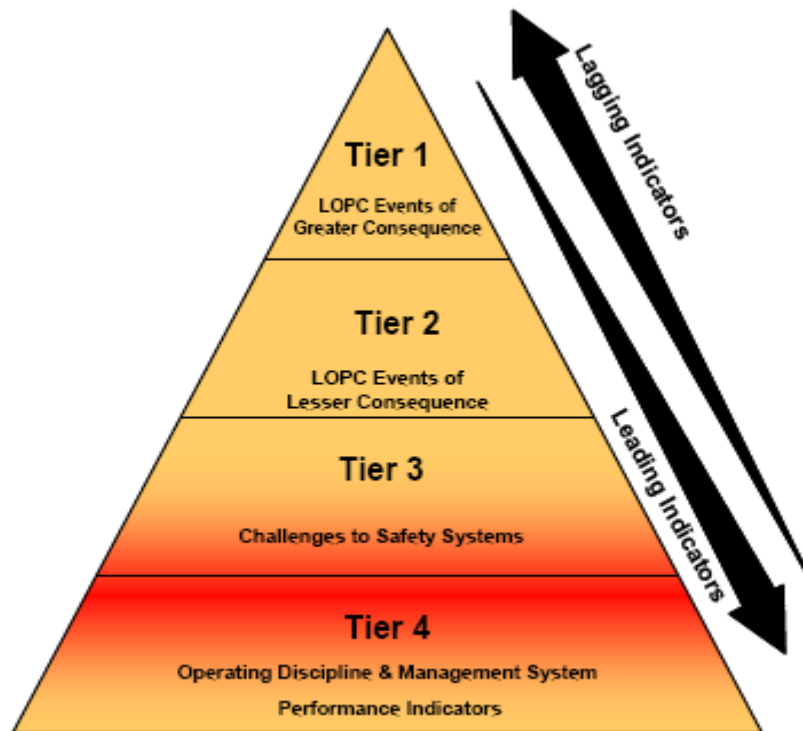 Tier 1
LOPC Events of
Greater Consequence
Tier 2
LOPC Events of
Lesser Consequence
Tier 3
Challenges to Safety Systems
Tier 4
Operating Discipline & Management System
Performance Indicators
Lagging Indicators
Leading Indicators